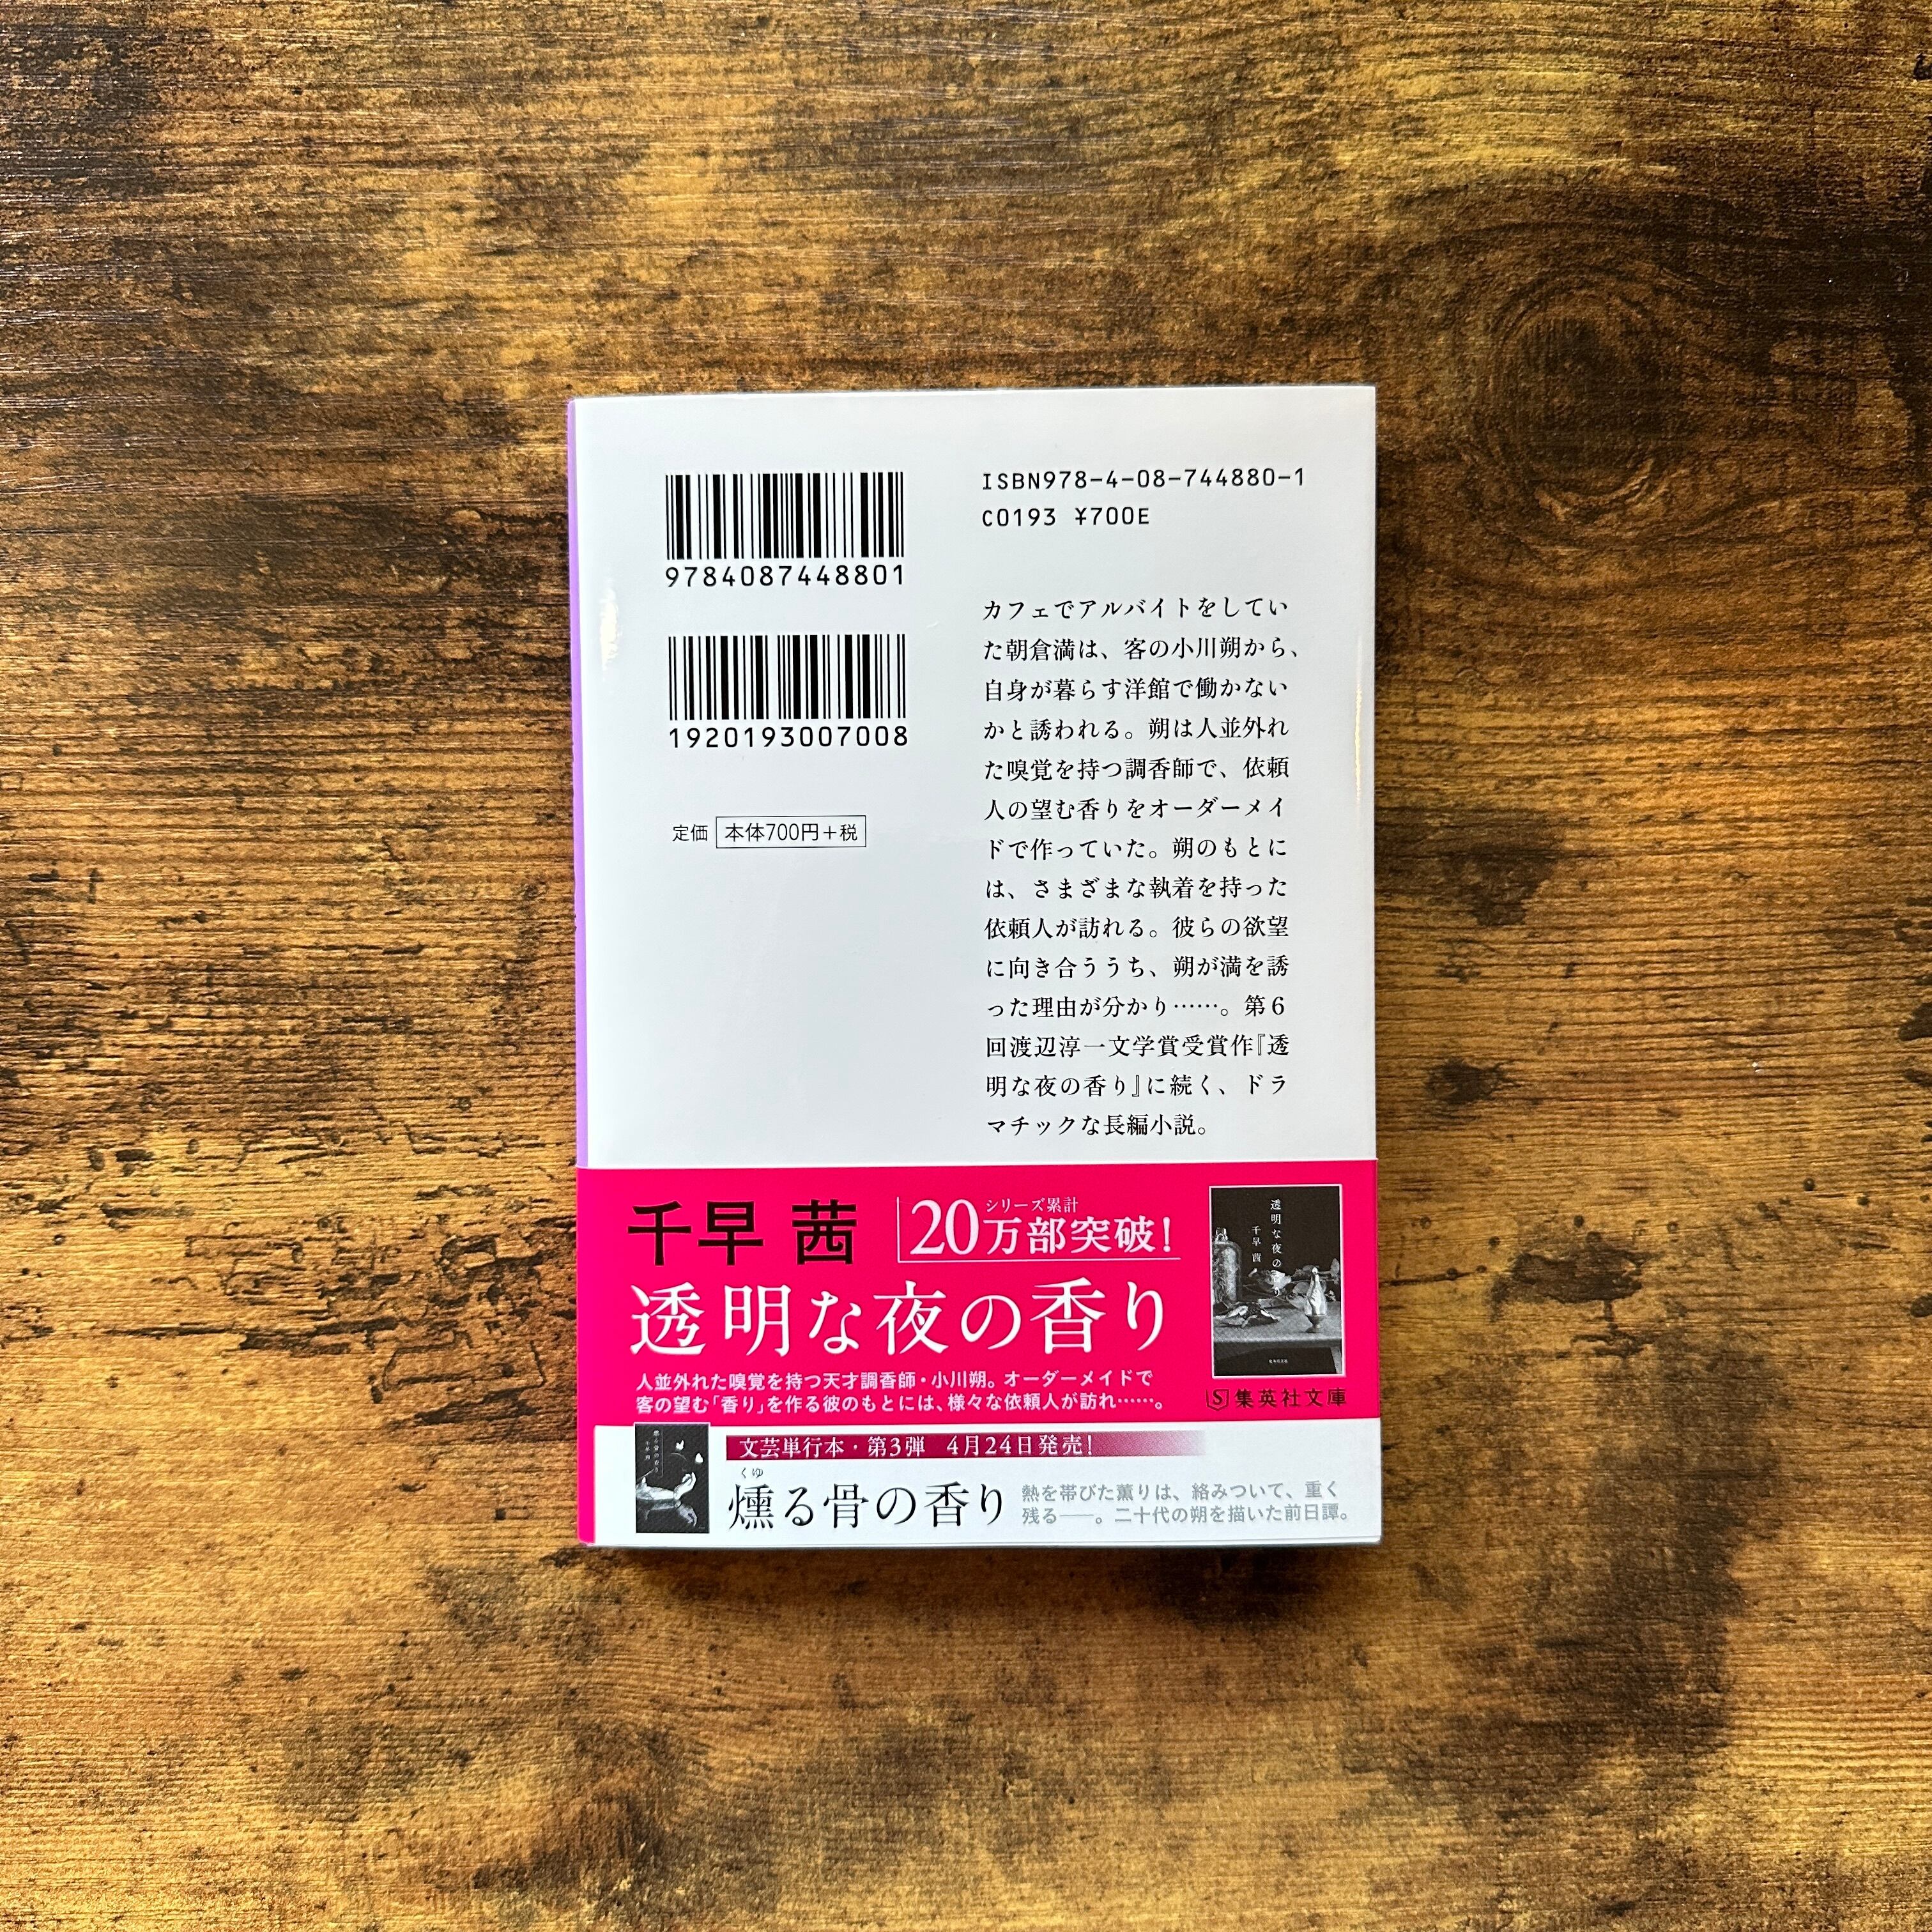 9784087448801
1920193007008
定価 本体700円+税
ISBN978-4-08-744880-1
C0193 ¥700E
カフェでアルバイトをしてい
た朝倉満は、客の小川朔から、
自身が暮らす洋館で働かない
かと誘われる。朔は人並外れ
た嗅覚を持つ調香師で、依頼
人の望む香りをオーダーメイ
ドで作っていた。朔のもとに
は、さまざまな執着を持った
依頼人が訪れる。彼らの欲望
に向き合ううち、朔が満を誘
った理由が分かり……。第6
回渡辺淳一文学賞受賞作『透
明な夜の香り』に続く、ドラ
マチックな長編小説。
千早 茜
シリーズ累計
20万部突破!
透明な夜の香り
人並外れた嗅覚を持つ天才調香師・小川朔。オーダーメイドで
客の望む「香り」を作る彼のもとには、様々な依頼人が訪れ……。
透明な夜の
千早 茜
S 集英社文庫
文芸単行本・第3弾 4月24日発売!
くゆ
燻る骨の香り
熱を帯びた薫りは、絡みついて、重く
残る――。二十代の朔を描いた前日譚。